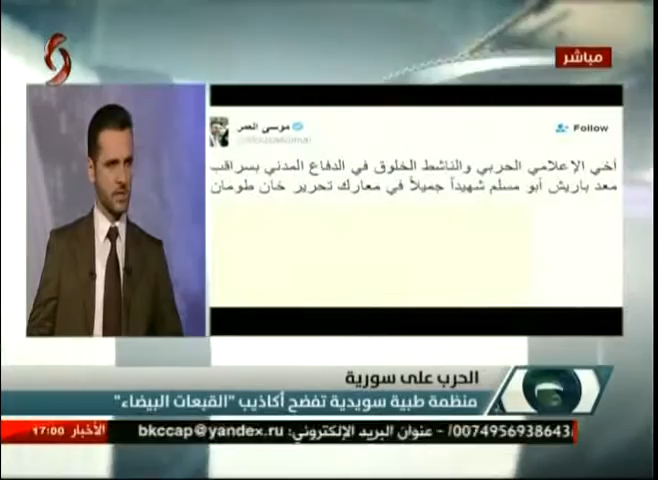 مباشر
موسى العمر
Follow
أخي الإعلامي الحربي والناشط الخلوق في الدفاع المدني بسراقب
معد باريش أبو مسلم شهيداً جميلاً في معارك تحرير خان طومان
الحرب على سورية
منظمة طبية سويدية تفضح أكاذيب "القبعات البيضاء"
الأخبار 17:00
0074956938643/ - عنوان البريد الإلكتروني: bkccap@yandex.ru